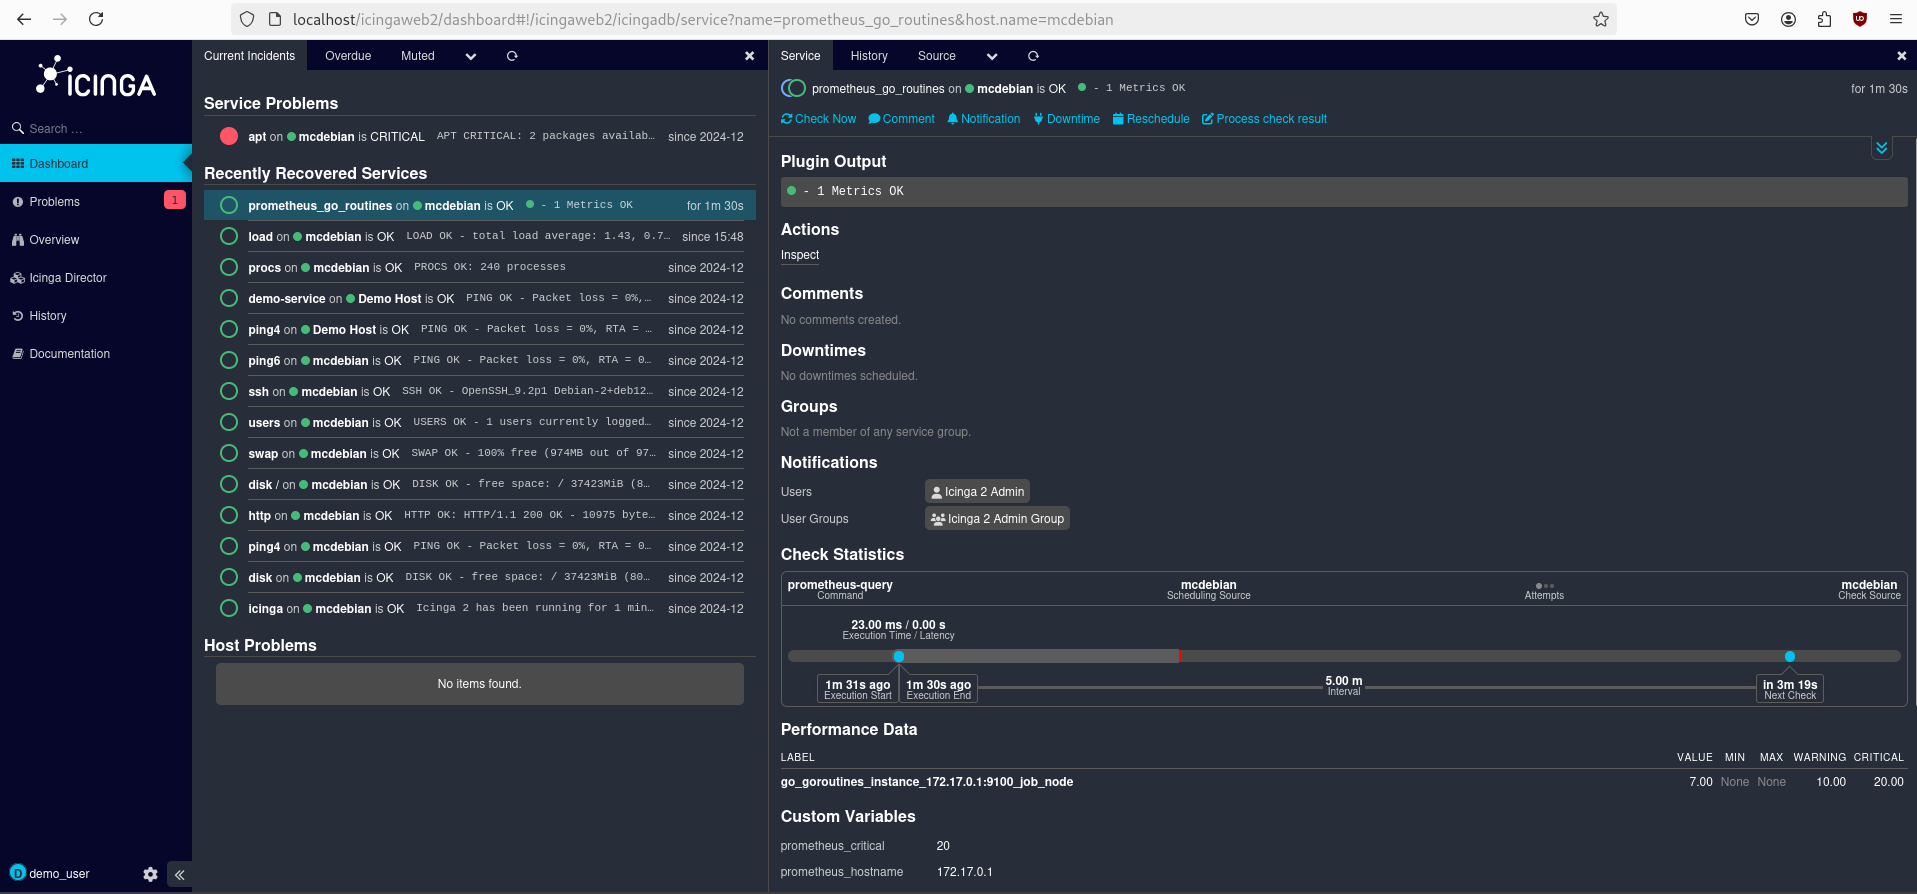 localhost/icingaweb2/dashboard#!/icingaweb2/icingadb/service?name=prometheus_go_routines&host.name=mcdebian
ICINGA
Search ...
Dashboard
Problems 1
Overview
Icinga Director
History
Documentation
D demo_user
Current Incidents Overdue Muted
Service Problems
apt on mcdebian is CRITICAL APT CRITICAL: 2 packages availab… since 2024-12
Recently Recovered Services
prometheus_go_routines on mcdebian is OK - 1 Metrics OK for 1m 30s
load on mcdebian is OK LOAD OK - total load average: 1.43, 0.7… since 15:48
procs on mcdebian is OK PROCS OK: 240 processes since 2024-12
demo-service on Demo Host is OK PING OK - Packet loss = 0%,… since 2024-12
ping4 on Demo Host is OK PING OK - Packet loss = 0%, RTA = … since 2024-12
ping6 on mcdebian is OK PING OK - Packet loss = 0%, RTA = 0… since 2024-12
ssh on mcdebian is OK SSH OK - OpenSSH_9.2p1 Debian-2+deb12… since 2024-12
users on mcdebian is OK USERS OK - 1 users currently logged… since 2024-12
swap on mcdebian is OK SWAP OK - 100% free (974MB out of 97… since 2024-12
disk / on mcdebian is OK DISK OK - free space: / 37423MiB (8… since 2024-12
http on mcdebian is OK HTTP OK: HTTP/1.1 200 OK - 10975 byte… since 2024-12
ping4 on mcdebian is OK PING OK - Packet loss = 0%, RTA = 0… since 2024-12
disk on mcdebian is OK DISK OK - free space: / 37423MiB (80… since 2024-12
icinga on mcdebian is OK Icinga 2 has been running for 1 min… since 2024-12
Host Problems
No items found.
Service History Source
prometheus_go_routines on mcdebian is OK - 1 Metrics OK for 1m 30s
Check Now Comment Notification Downtime Reschedule Process check result
Plugin Output
- 1 Metrics OK
Actions
Inspect
Comments
No comments created.
Downtimes
No downtimes scheduled.
Groups
Not a member of any service group.
Notifications
Users Icinga 2 Admin
User Groups Icinga 2 Admin Group
Check Statistics
prometheus-query mcdebian mcdebian
Command Scheduling Source Attempts Check Source
23.00 ms / 0.00 s
Execution Time / Latency
1m 31s ago 1m 30s ago 5.00 m in 3m 19s
Execution Start Execution End Interval Next Check
Performance Data
LABEL VALUE MIN MAX WARNING CRITICAL
go_goroutines_instance_172.17.0.1:9100_job_node 7.00 None None 10.00 20.00
Custom Variables
prometheus_critical 20
prometheus_hostname 172.17.0.1